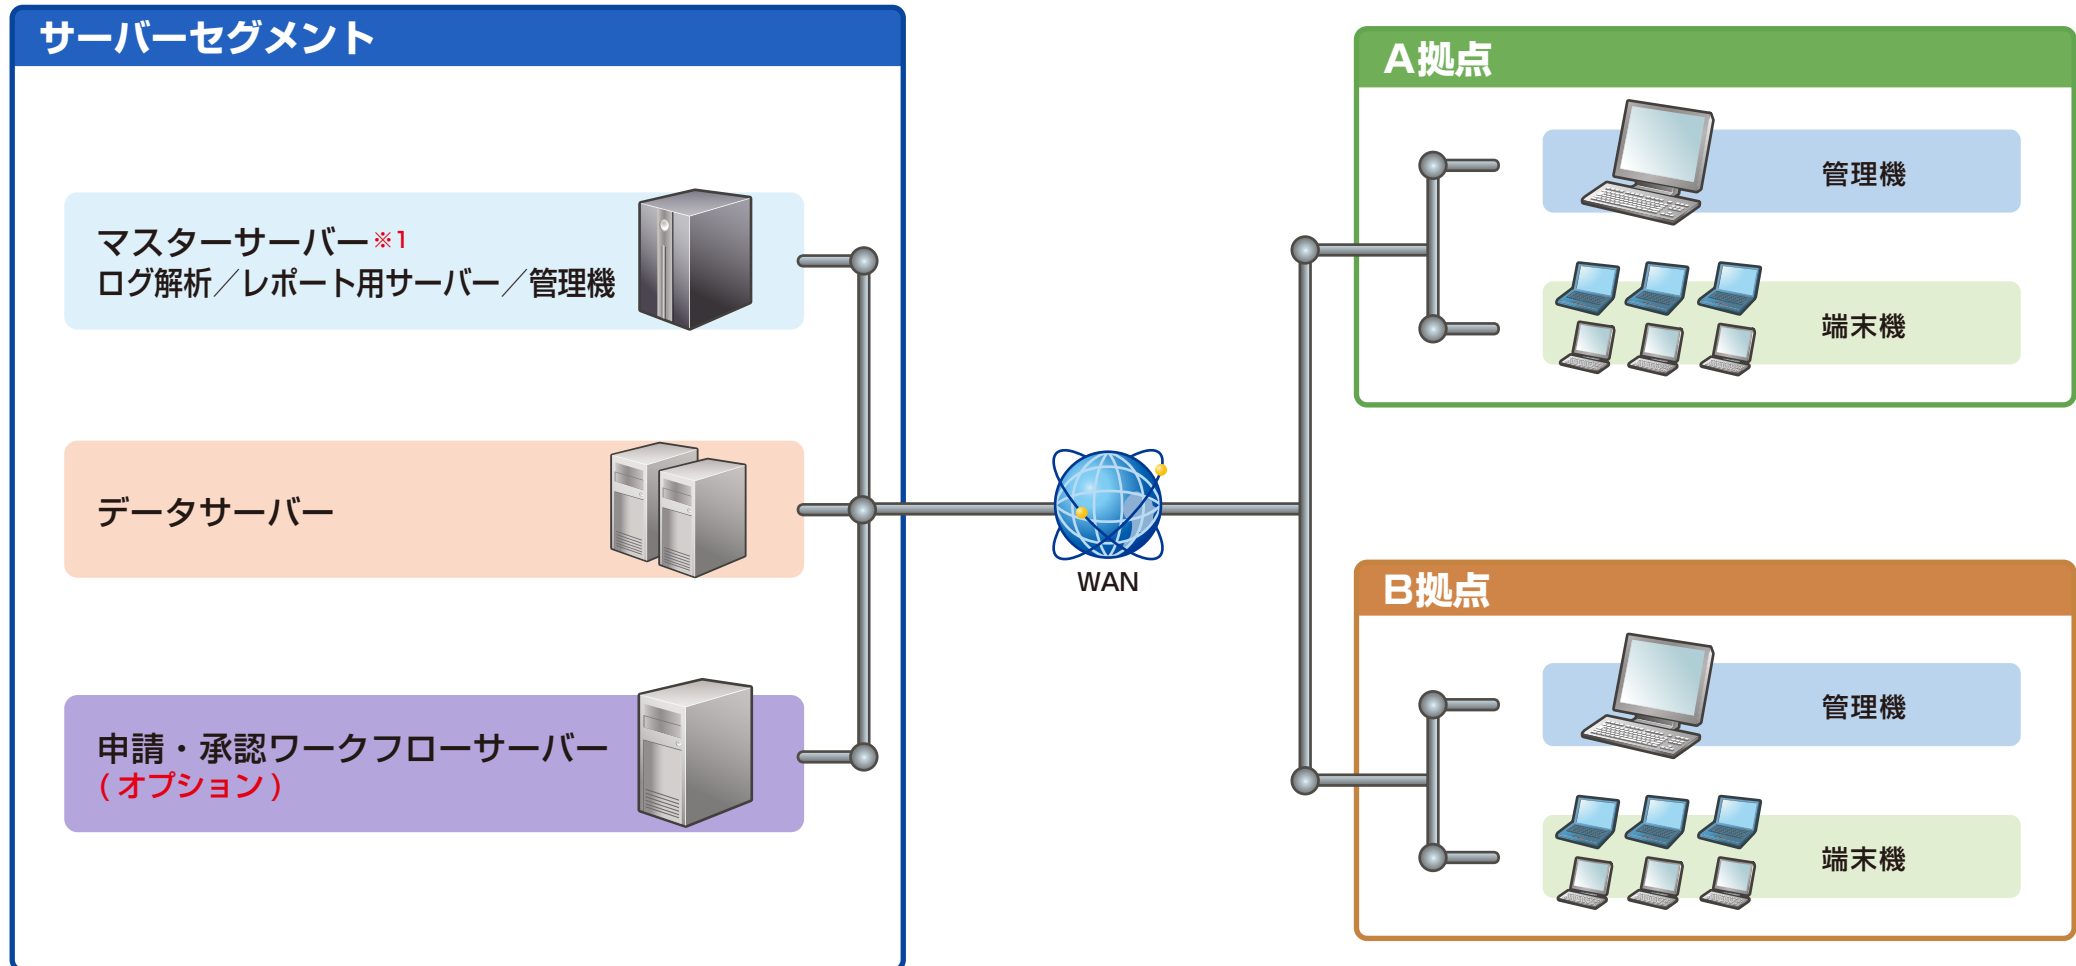 サーバーセグメント
マスターサーバー※1
ログ解析／レポート用サーバー／管理機
データサーバー
申請・承認ワークフローサーバー
(オプション)
WAN
A拠点
管理機
端末機
B拠点
管理機
端末機